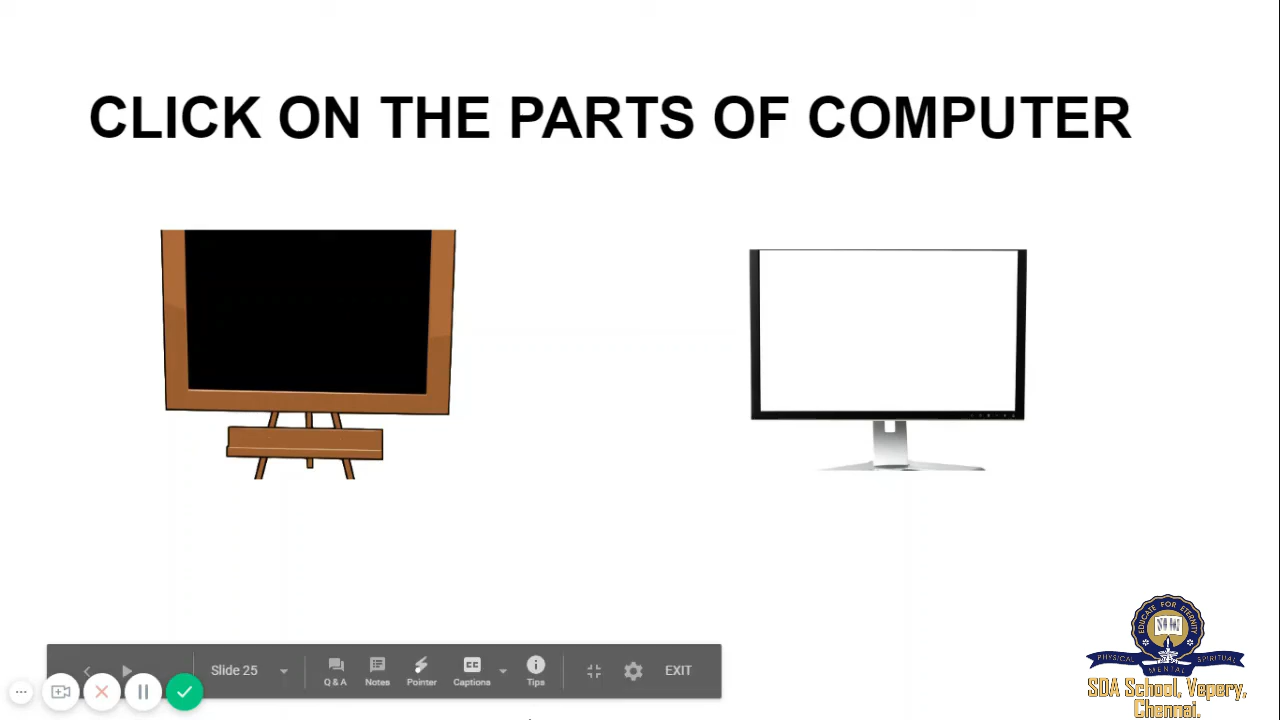 CLICK ON THE PARTS OF COMPUTER
Slide 25
Q & A
Notes
Pointer
CC
Captions
Tips
EXIT
EDUCATE FOR ETERNITY
PHYSICAL
MENTAL
SPIRITUAL
SDA School, Vepery,
Chennai.